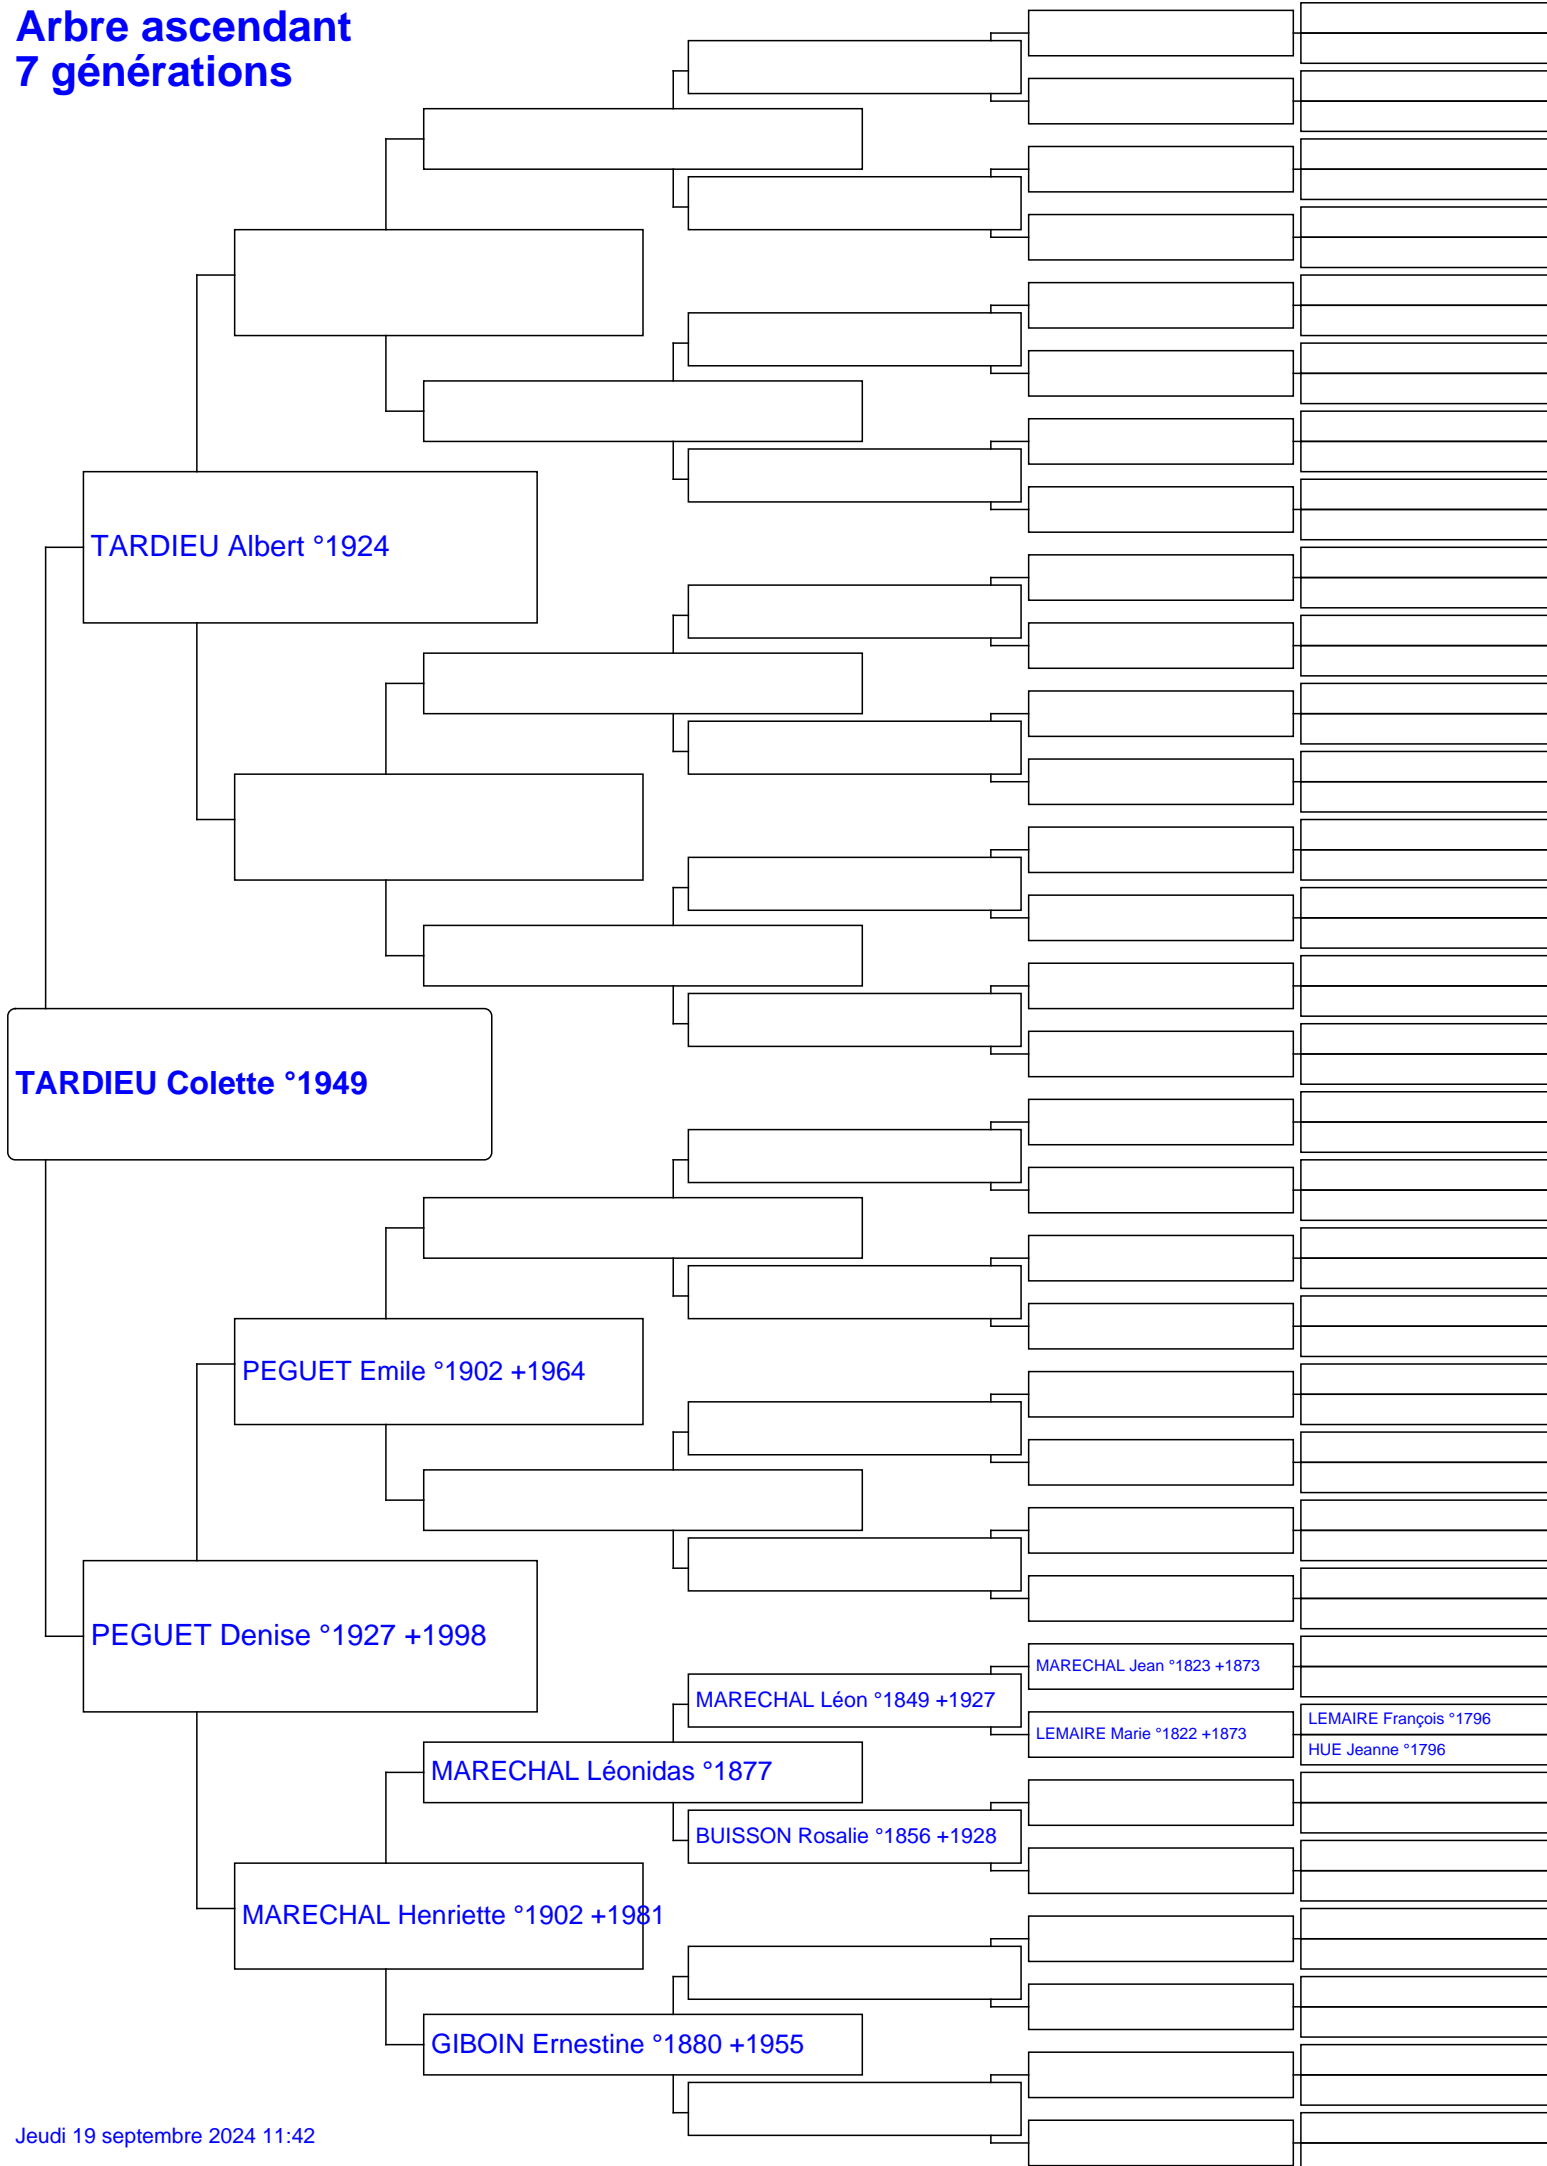 Arbre ascendant
7 générations
TARDIEU Albert °1924
TARDIEU Colette °1949
PEGUET Emile °1902 +1964
PEGUET Denise °1927 +1998
MARECHAL Jean °1823 +1873
MARECHAL Léon °1849 +1927
LEMAIRE François °1796
LEMAIRE Marie °1822 +1873
HUE Jeanne °1796
MARECHAL Léonidas °1877
BUISSON Rosalie °1856 +1928
MARECHAL Henriette °1902 +1981
GIBOIN Ernestine °1880 +1955
Jeudi 19 septembre 2024 11:42